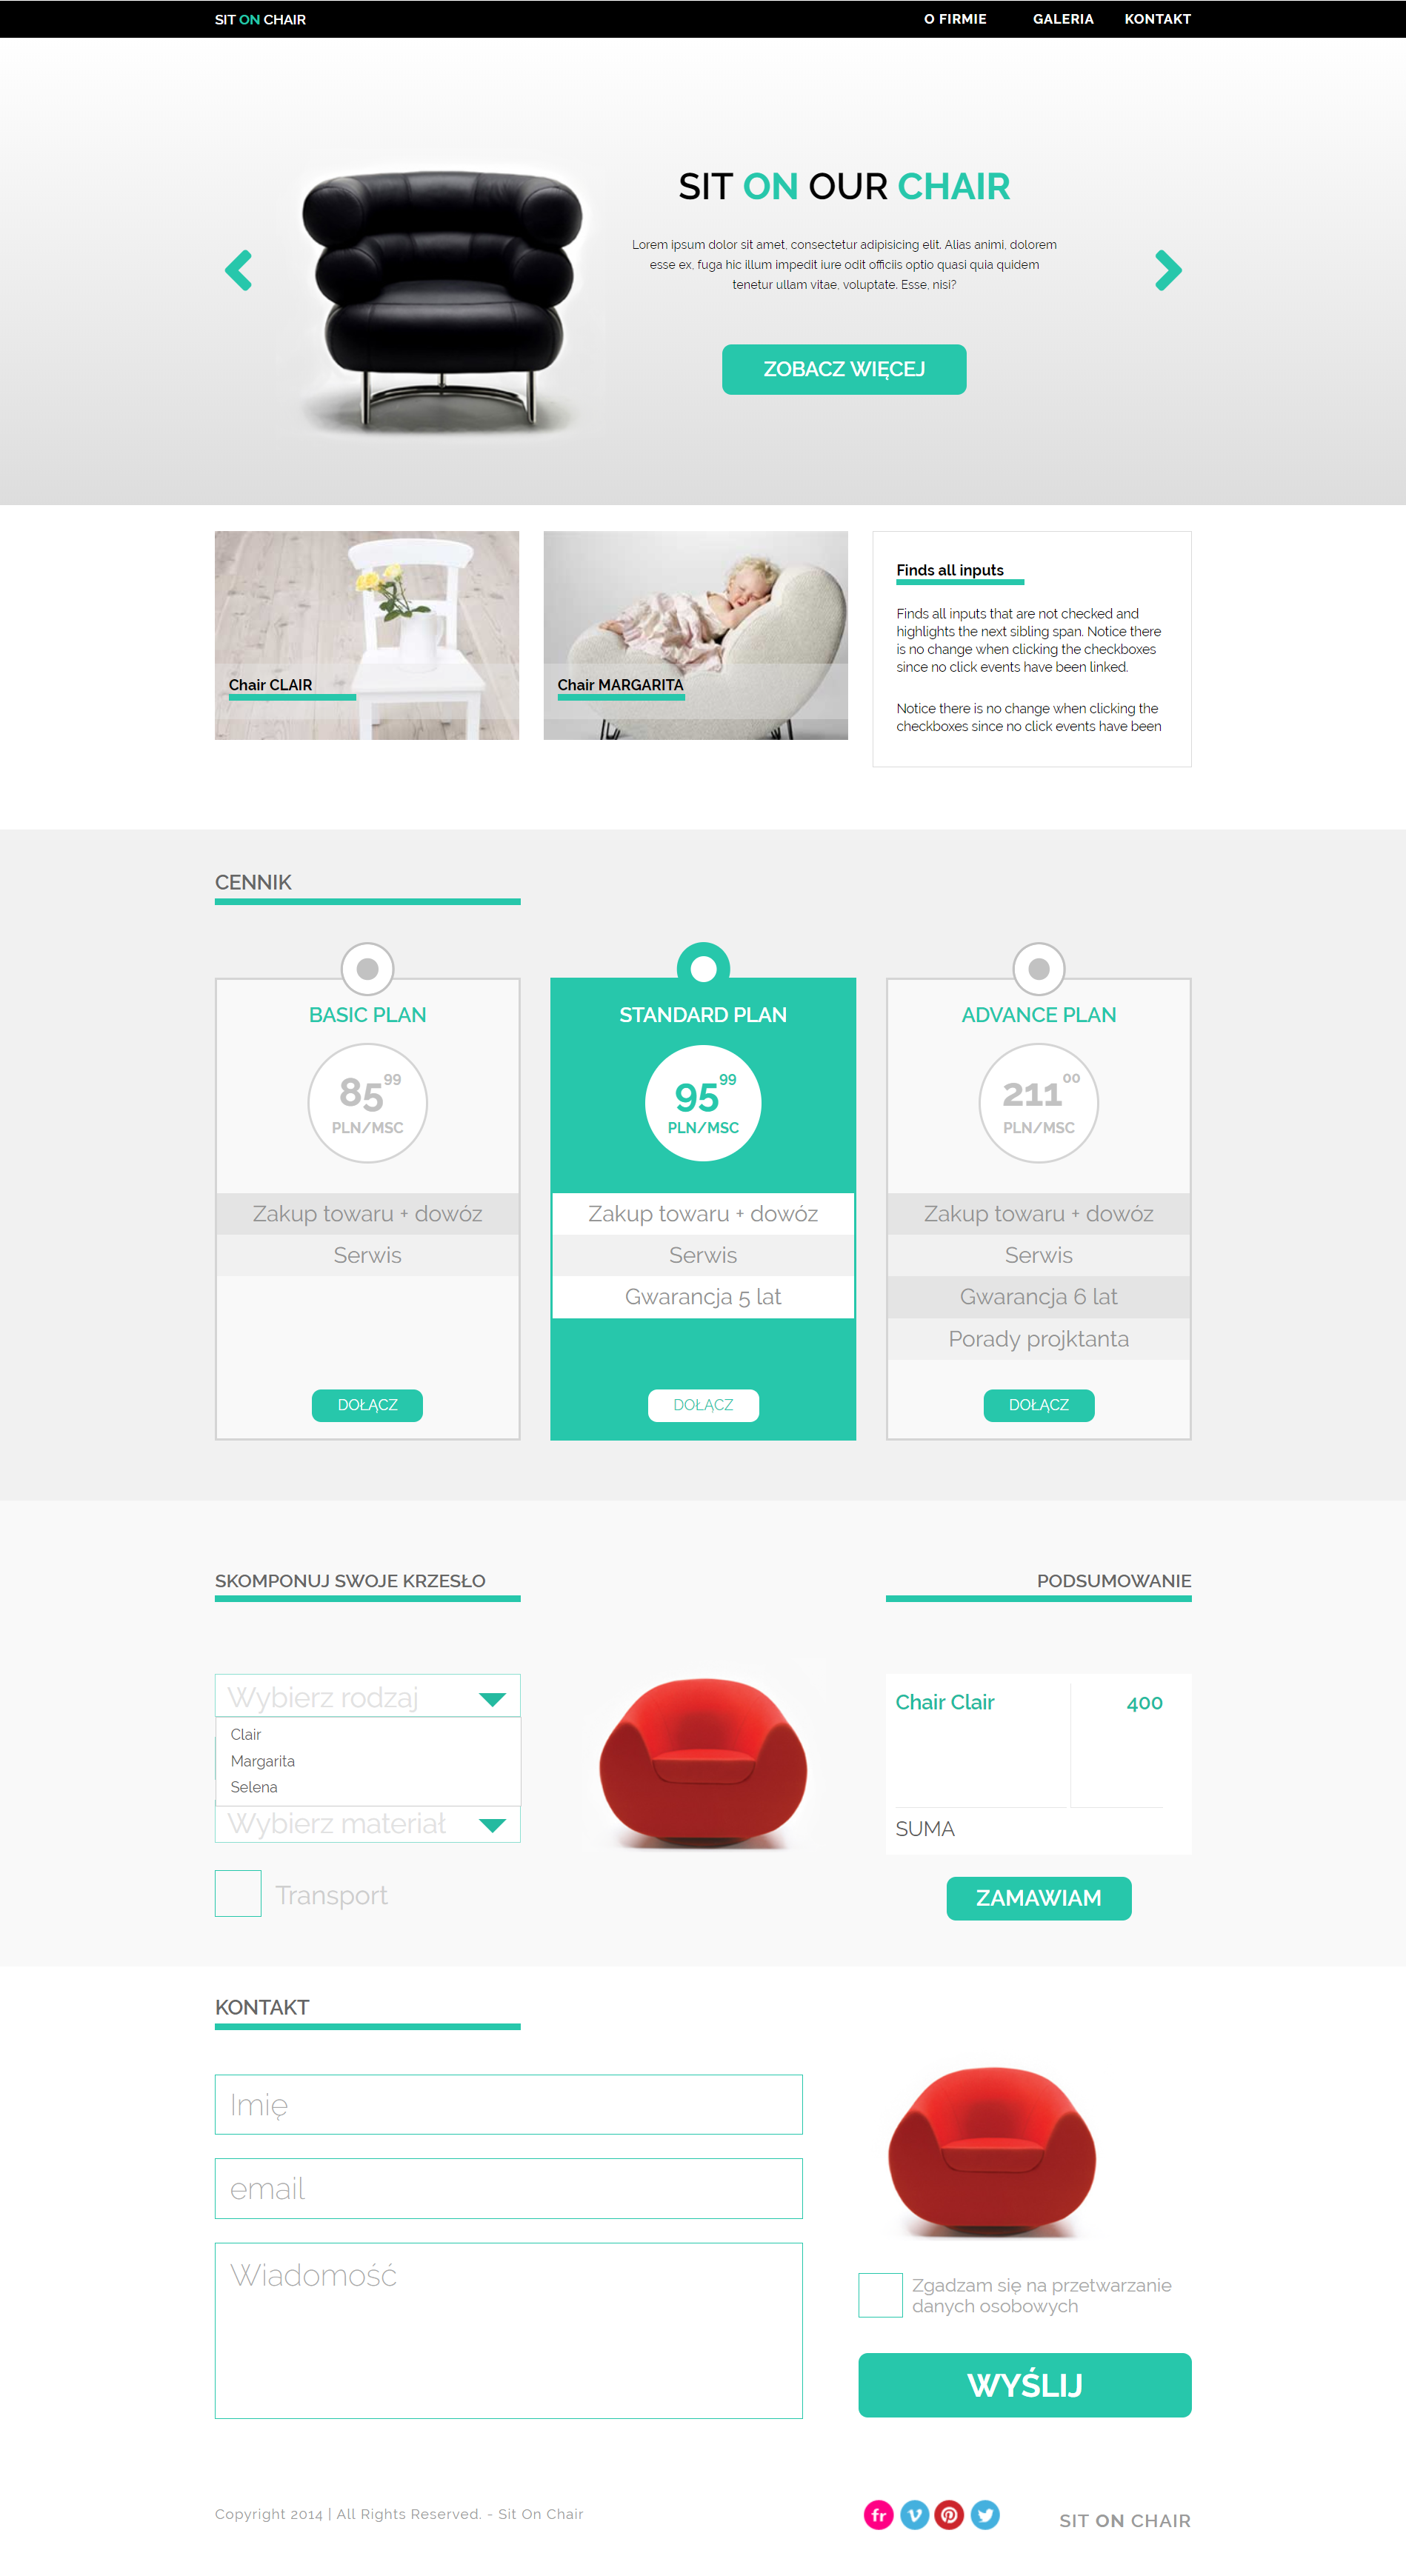 SIT ON CHAIR
O FIRMIE
GALERIA
KONTAKT
SIT ON OUR CHAIR
Lorem ipsum dolor sit amet, consectetur adipisicing elit. Alias animi, dolorem
esse ex, fuga hic illum impedit iure odit officiis optio quasi quia quidem
tenetur ullam vitae, voluptate. Esse, nisi?
ZOBACZ WIĘCEJ
Chair CLAIR
Chair MARGARITA
Finds all inputs
Finds all inputs that are not checked and
highlights the next sibling span. Notice there
is no change when clicking the checkboxes
since no click events have been linked.
Notice there is no change when clicking the
checkboxes since no click events have been
CENNIK
BASIC PLAN
85 99
PLN/MSC
Zakup towaru + dowóz
Serwis
DOŁĄCZ
STANDARD PLAN
95 99
PLN/MSC
Zakup towaru + dowóz
Serwis
Gwarancja 5 lat
DOŁĄCZ
ADVANCE PLAN
211 00
PLN/MSC
Zakup towaru + dowóz
Serwis
Gwarancja 6 lat
Porady projktanta
DOŁĄCZ
SKOMPONUJ SWOJE KRZESŁO
Wybierz rodzaj
Clair
Margarita
Selena
Wybierz materiał
Transport
PODSUMOWANIE
Chair Clair
400
SUMA
ZAMAWIAM
KONTAKT
Imię
email
Wiadomość
Zgadzam się na przetwarzanie
danych osobowych
WYŚLIJ
Copyright 2014 | All Rights Reserved. - Sit On Chair
fr
SIT ON CHAIR